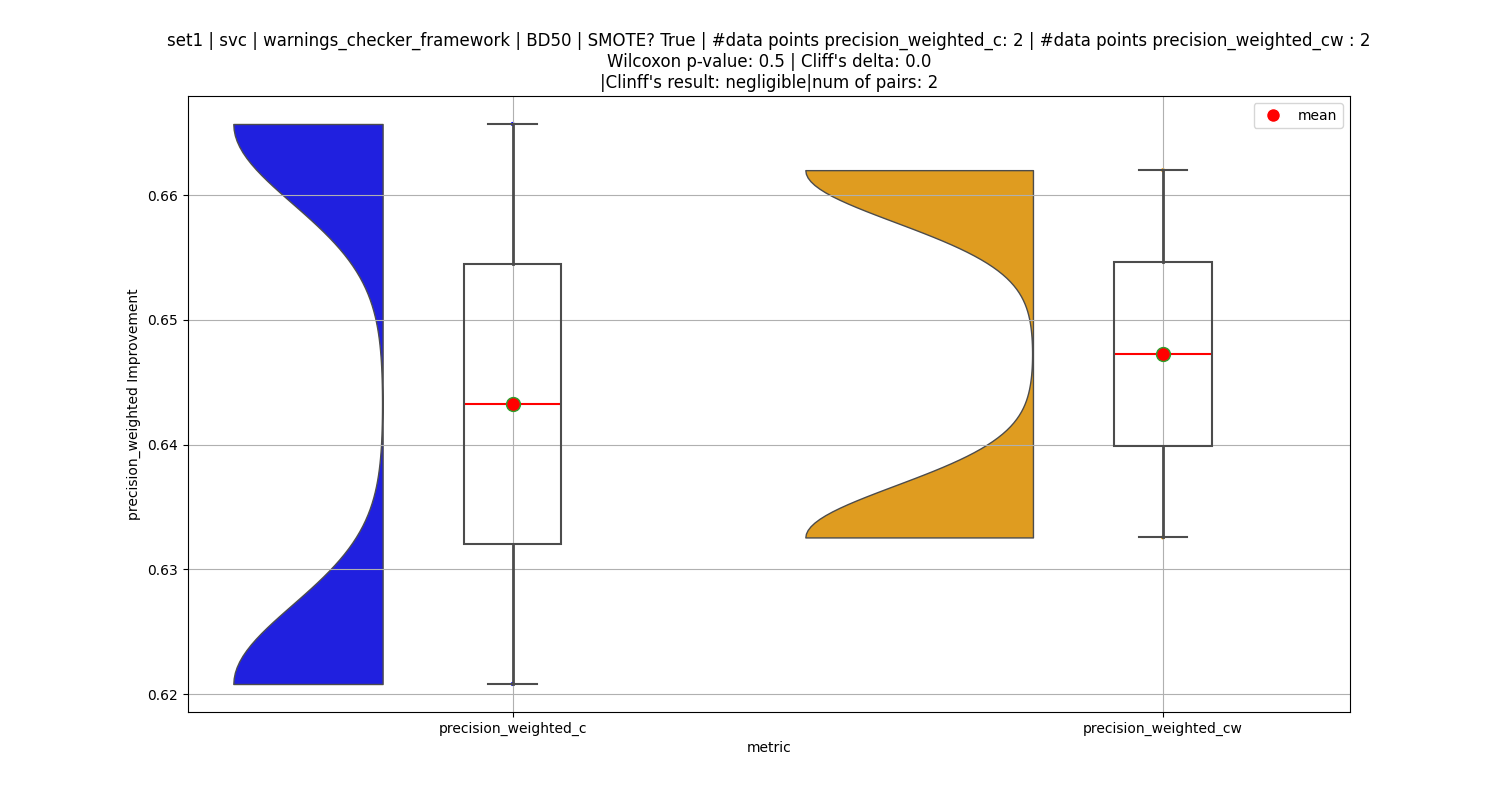 set1 | svc | warnings_checker_framework | BD50 | SMOTE? True | #data points precision_weighted_c: 2 | #data points precision_weighted_cw : 2
Wilcoxon p-value: 0.5 | Cliff's delta: 0.0
|Clinff's result: negligible|num of pairs: 2
mean
0.66
0.65
0.64
0.63
0.62
precision_weighted Improvement
precision_weighted_c
precision_weighted_cw
metric